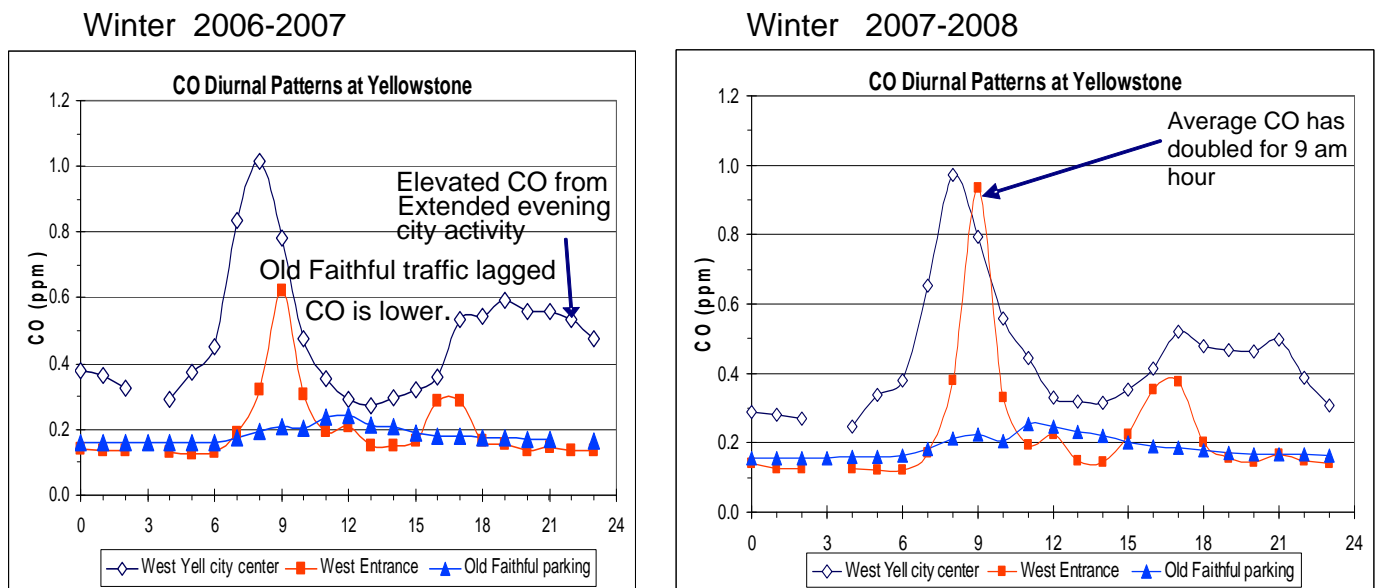 Winter 2006-2007
CO Diurnal Patterns at Yellowstone
1.2
1.0
0.8
0.6
0.4
0.2
0.0
CO (ppm)
Elevated CO from
Extended evening
city activity
Old Faithful traffic lagged
CO is lower.
0 3 6 9 12 15 18 21 24
West Yell city center West Entrance Old Faithful parking
Winter 2007-2008
CO Diurnal Patterns at Yellowstone
1.2
1.0
0.8
0.6
0.4
0.2
0.0
CO (ppm)
Average CO has
doubled for 9 am
hour
0 3 6 9 12 15 18 21 24
West Yell city center West Entrance Old Faithful parking